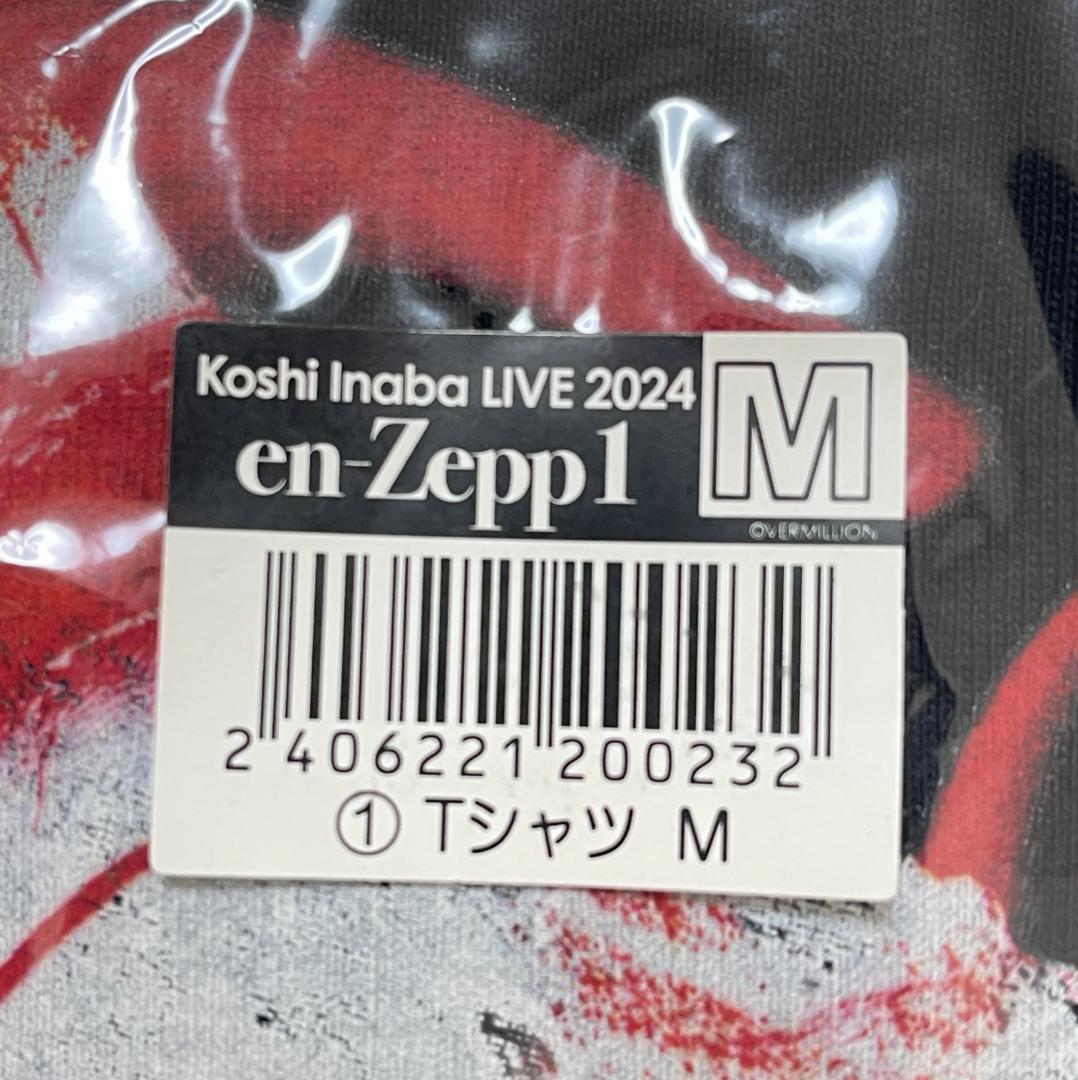 Koshi Inaba LIVE 2024
en-Zepp1
M
©VERMILLION
2 406221 200232
① Tシャツ M